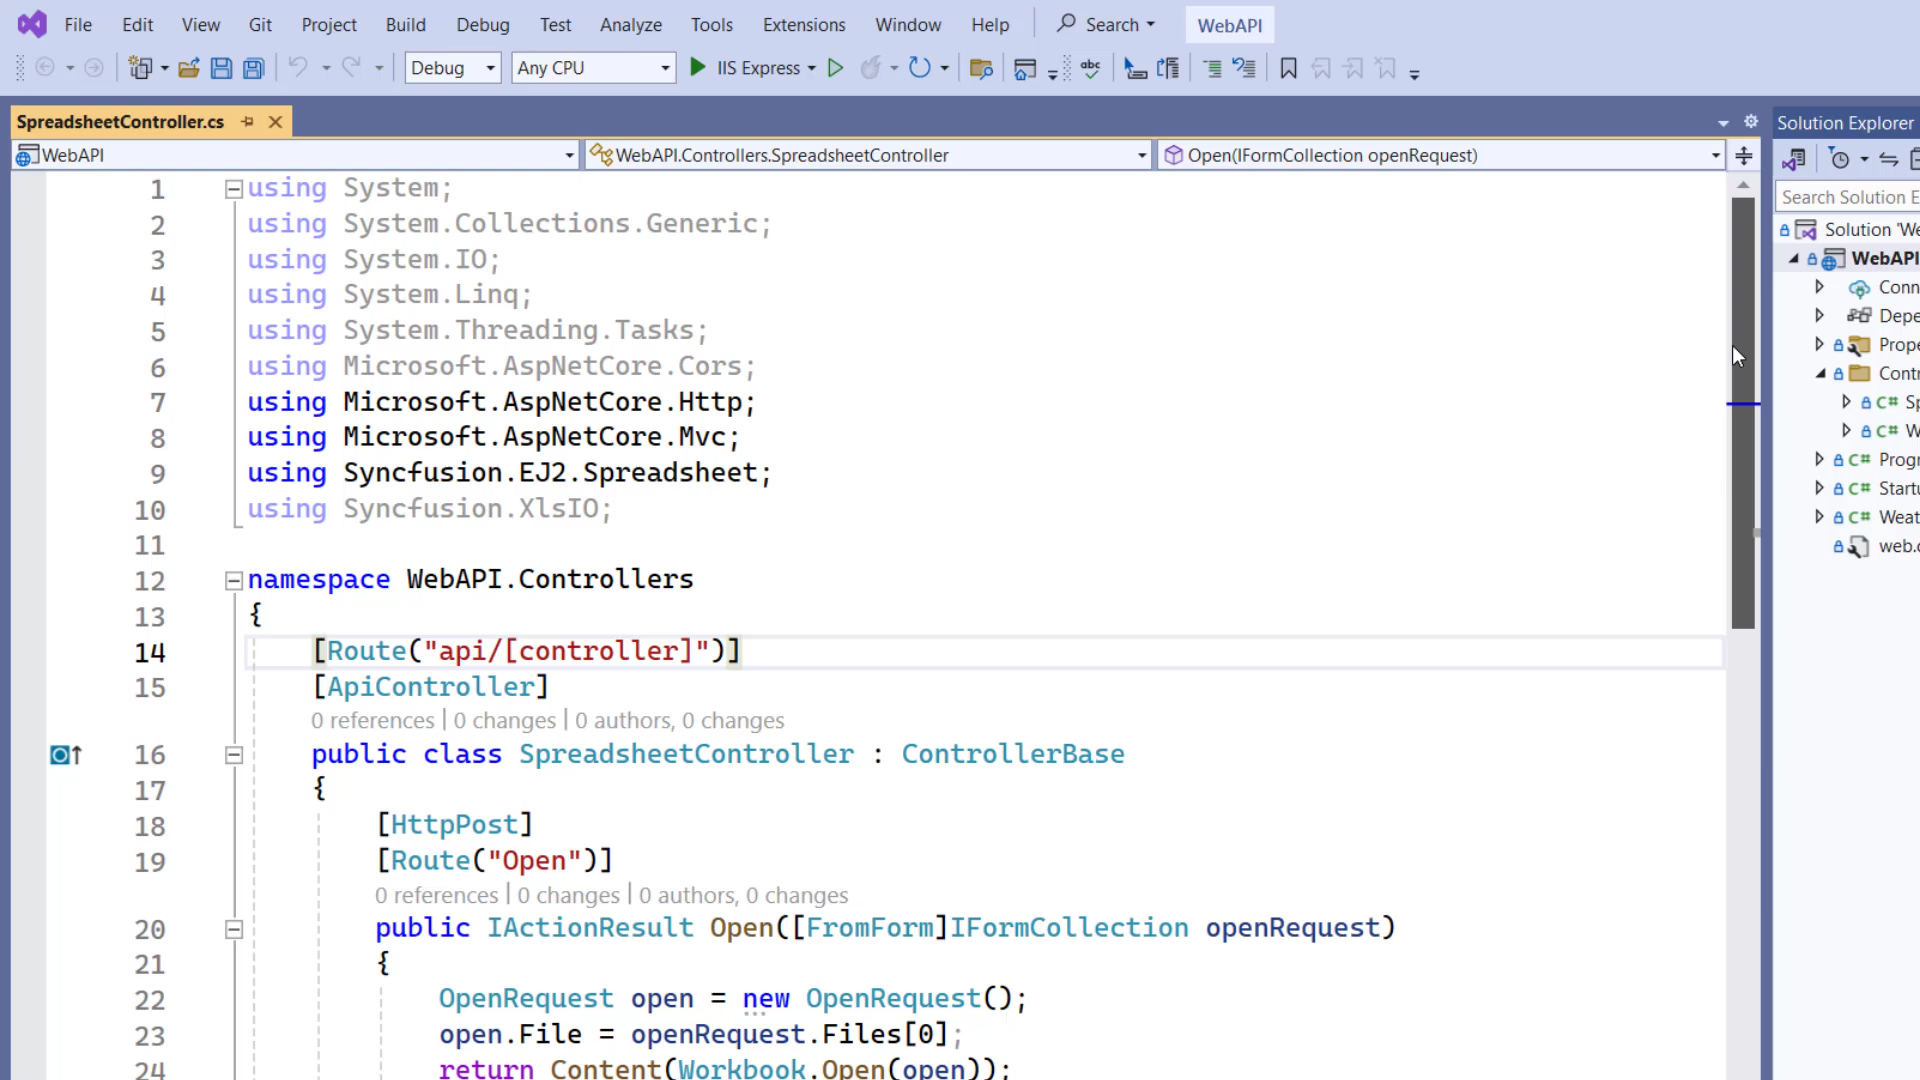 File Edit View Git Project Build Debug Test Analyze Tools Extensions Window Help Search WebAPI
Debug Any CPU IIS Express abc
SpreadsheetController.cs
Solution Explorer
WebAPI WebAPI.Controllers.SpreadsheetController Open(IFormCollection openRequest)
Search Solution E
Solution 'We
WebAPI
Conn
Depe
Prope
Contr
C# Sp
C# W
C# Progr
C# Startu
C# Weat
web.c
1 using System;
2 using System.Collections.Generic;
3 using System.IO;
4 using System.Linq;
5 using System.Threading.Tasks;
6 using Microsoft.AspNetCore.Cors;
7 using Microsoft.AspNetCore.Http;
8 using Microsoft.AspNetCore.Mvc;
9 using Syncfusion.EJ2.Spreadsheet;
10 using Syncfusion.XlsIO;
11
12 namespace WebAPI.Controllers
13 {
14 [Route("api/[controller]")]
15 [ApiController]
0 references | 0 changes | 0 authors, 0 changes
16 public class SpreadsheetController : ControllerBase
17 {
18 [HttpPost]
19 [Route("Open")]
0 references | 0 changes | 0 authors, 0 changes
20 public IActionResult Open([FromForm]IFormCollection openRequest)
21 {
22 OpenRequest open = new OpenRequest();
23 open.File = openRequest.Files[0];
24 return Content(Workbook.Open(open));